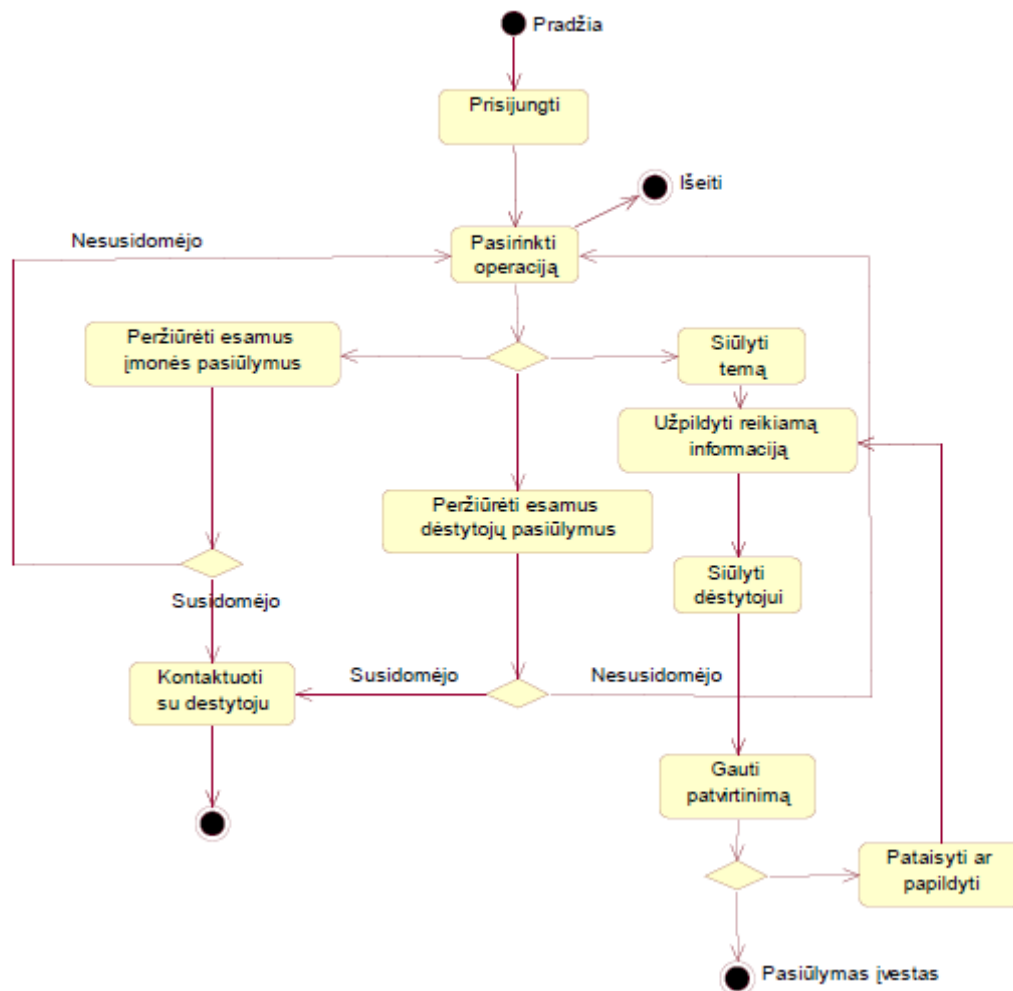 Pradžia
Prisijungti
Išeiti
Nesusidomėjo
Pasirinkti
operaciją
Peržiūrėti esamus
įmonės pasiūlymus
Siūlyti
temą
Užpildyti reikiamą
informaciją
Peržiūrėti esamus
dėstytojų pasiūlymus
Siūlyti
dėstytojui
Susidomėjo
Kontaktuoti
su destytoju
Susidomėjo
Nesusidomėjo
Gauti
patvirtinimą
Pataisyti ar
papildyti
Pasiūlymas įvestas